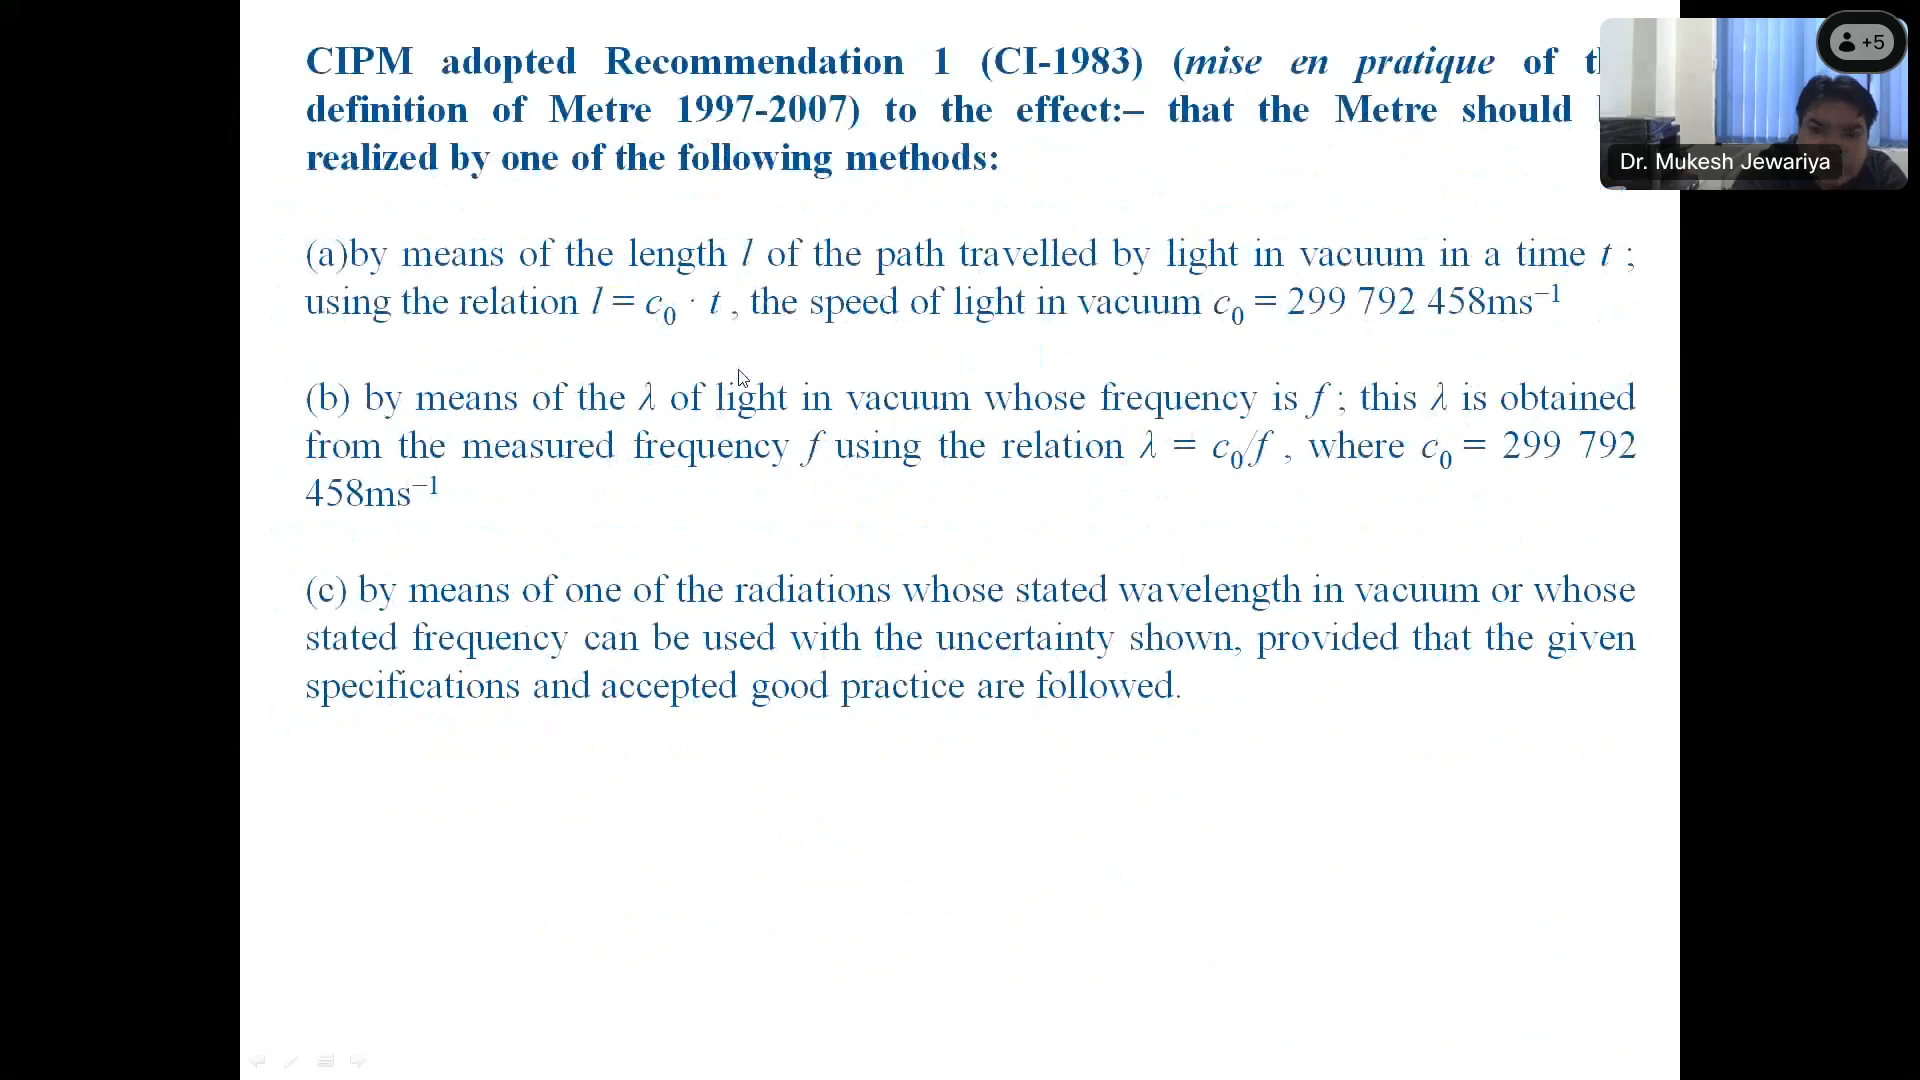 CIPM adopted Recommendation 1 (CI-1983) (mise en pratique of
definition of Metre 1997-2007) to the effect:– that the Metre should
realized by one of the following methods:
(a)by means of the length l of the path travelled by light in vacuum in a time t ;
using the relation l = c₀ · t , the speed of light in vacuum c₀ = 299 792 458ms⁻¹
(b) by means of the λ of light in vacuum whose frequency is f ; this λ is obtained
from the measured frequency f using the relation λ = c₀/f , where c₀ = 299 792
458ms⁻¹
(c) by means of one of the radiations whose stated wavelength in vacuum or whose
stated frequency can be used with the uncertainty shown, provided that the given
specifications and accepted good practice are followed.
+5
Dr. Mukesh Jewariya